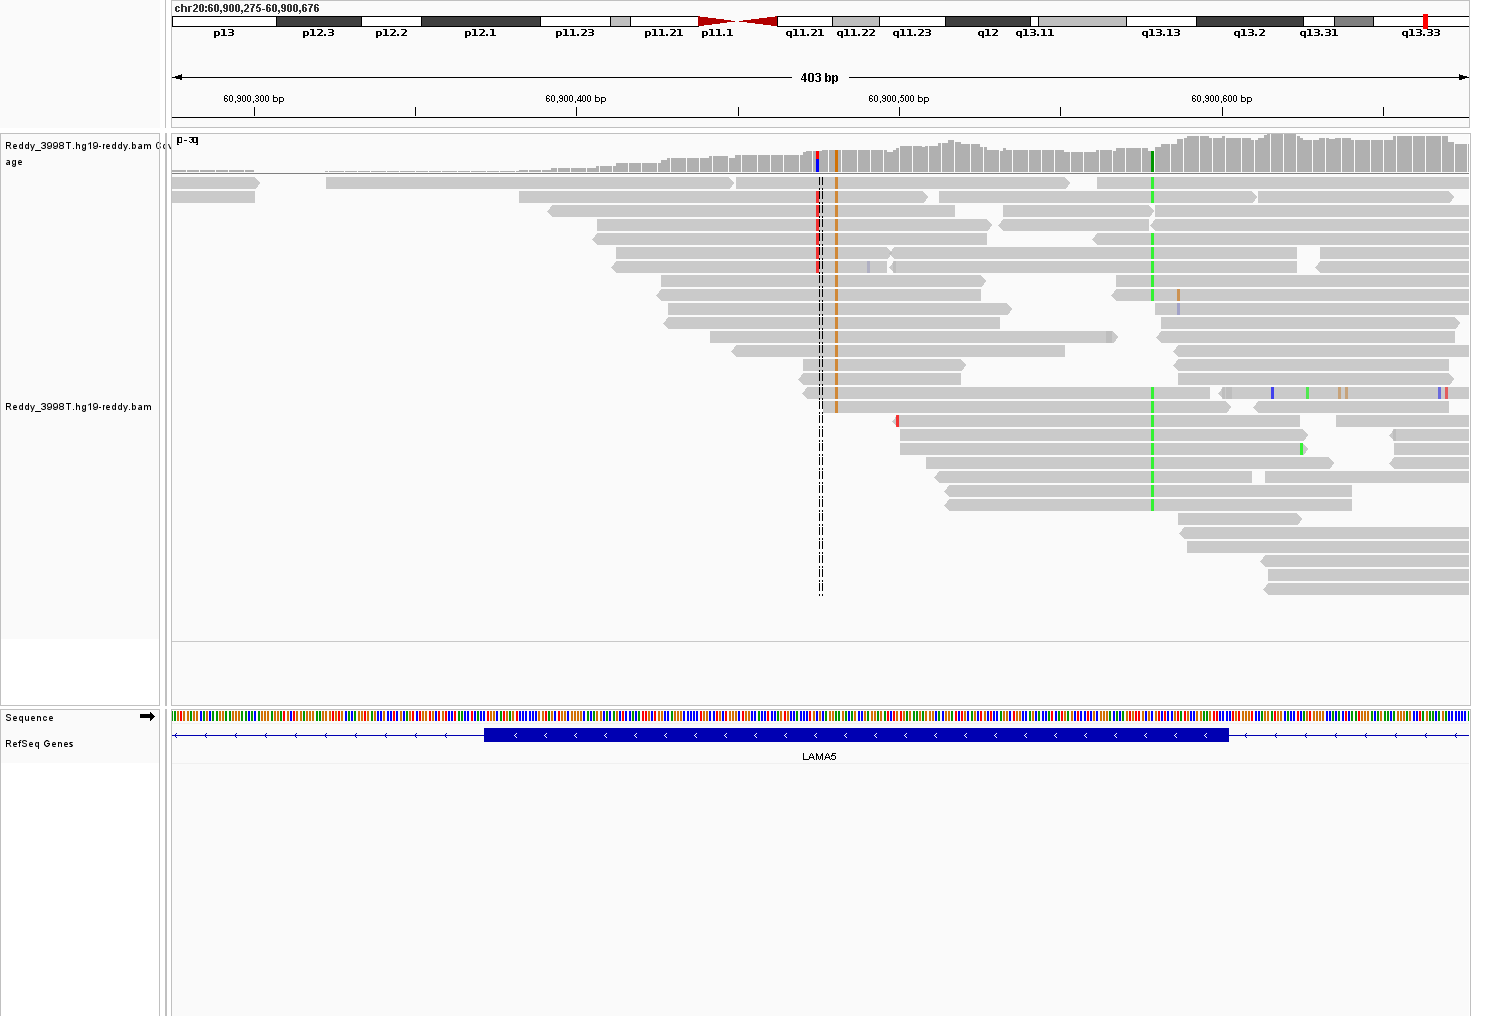 chr20:60,900,275-60,900,676
p13 p12.3 p12.2 p12.1 p11.23 p11.21 p11.1 q11.21 q11.22 q11.23 q12 q13.11 q13.13 q13.2 q13.31 q13.33
403 bp
60,900,300 bp 60,900,400 bp 60,900,500 bp 60,900,600 bp
Reddy_3998T.hg19-reddy.bam Cov
age
Reddy_3998T.hg19-reddy.bam
Sequence
RefSeq Genes
LAMA5